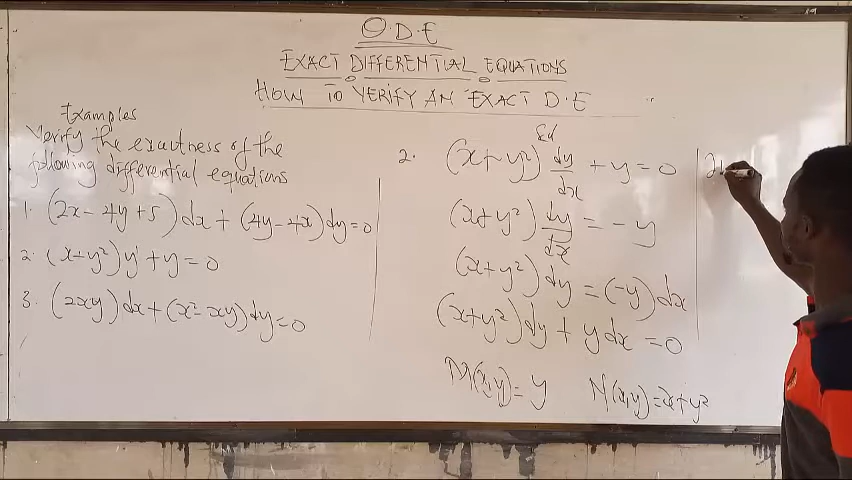 O.D.E
EXACT DIFFERENTIAL EQUATIONS
HOW TO VERIFY AN EXACT D.E
Examples
Verify the exactness of the
following differential equations
1. (2x - 4y + 5)dx + (4y - 4x)dy = 0
2. (x + y²)y' + y = 0
3. (2xy)dx + (x² - xy)dy = 0
2. (x + y²) dy/dx + y = 0
(x + y²) dy/dx = -y
(x + y²)dy = (-y)dx
(x + y²)dy + ydx = 0
M(x,y) = y N(x,y) = x + y²